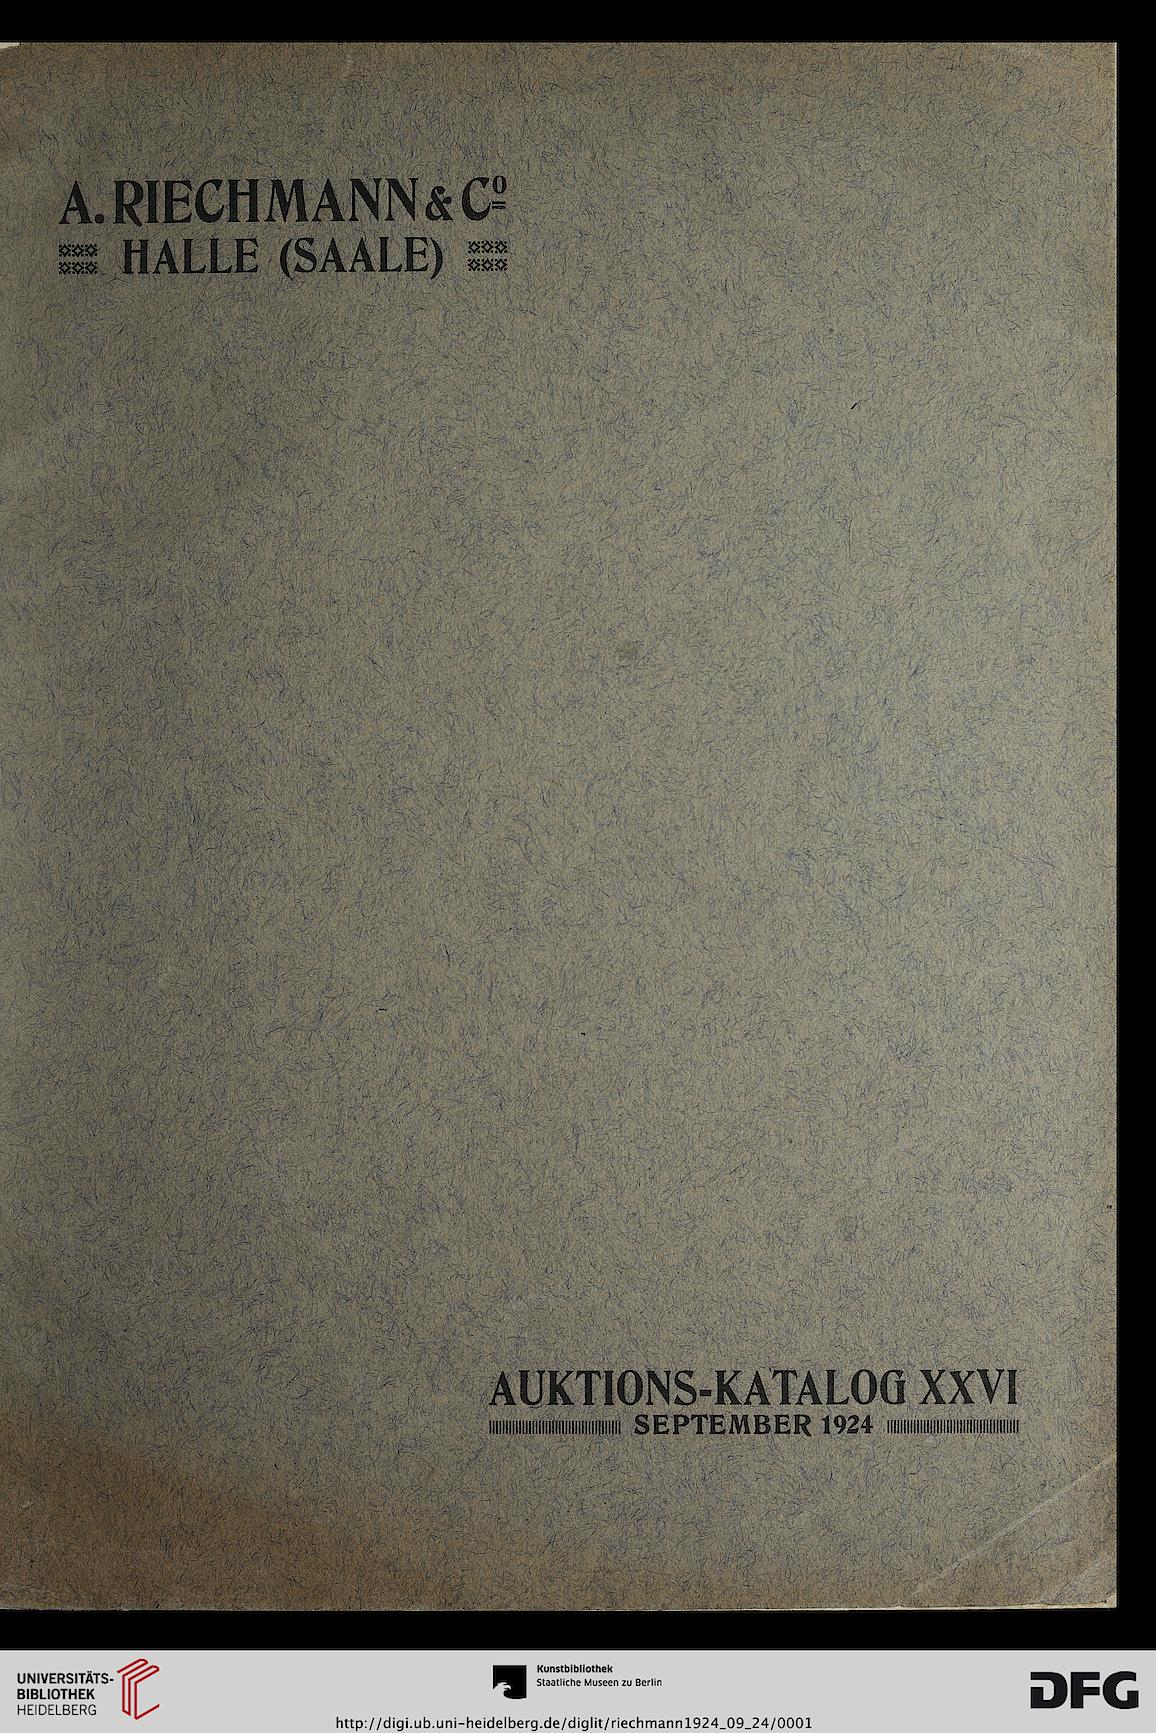 A. RIECHMANN & Cº
HALLE (SAALE)
AUKTIONS-KATALOG XXVI
SEPTEMBER 1924
UNIVERSITÄTS-
BIBLIOTHEK
HEIDELBERG
Kunstbibliothek
Staatliche Museen zu Berlin
DFG
http://digi.ub.uni-heidelberg.de/diglit/riechmann1924_09_24/0001